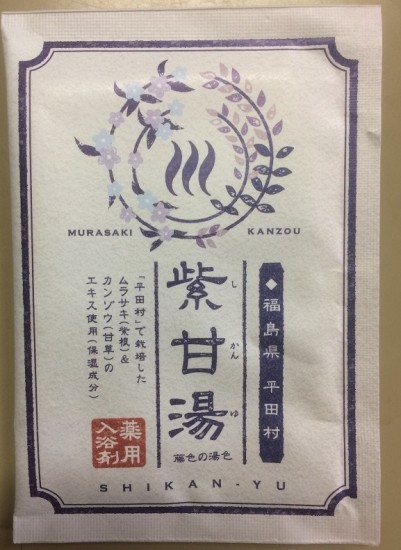 MURASAKI KANZOU
◆福島県 平田村
紫甘湯
しかんゆ
藤色の湯色
「平田村」で栽培した
ムラサキ(紫根)&
カンゾウ(甘草)の
エキス使用(保温成分)
薬用
入浴剤
SHIKAN-YU